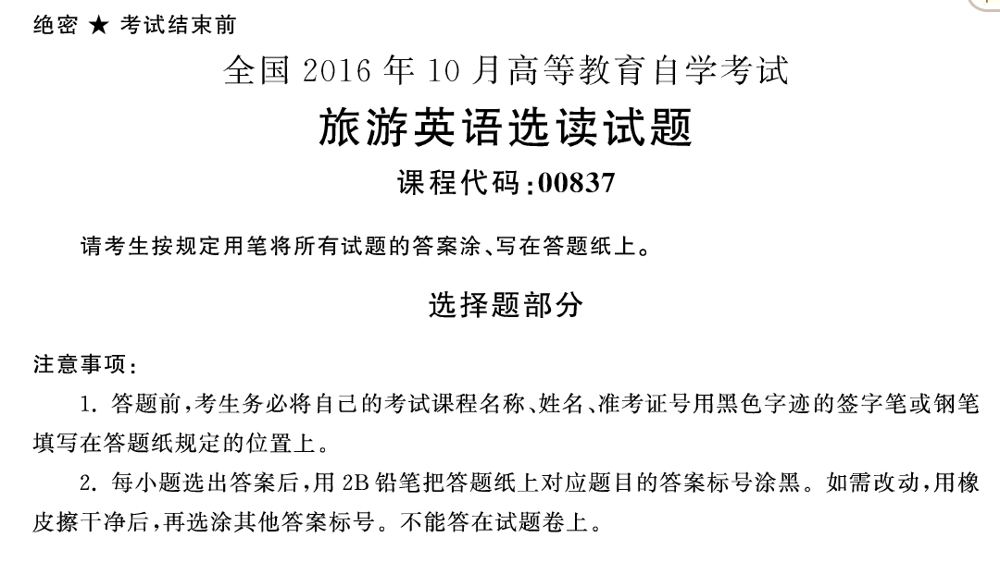 绝密 ★ 考试结束前
全国 2016 年 10 月高等教育自学考试
旅游英语选读试题
课程代码:00837
请考生按规定用笔将所有试题的答案涂、写在答题纸上。
选择题部分
注意事项:
1. 答题前,考生务必将自己的考试课程名称、姓名、准考证号用黑色字迹的签字笔或钢笔
填写在答题纸规定的位置上。
2. 每小题选出答案后,用 2B 铅笔把答题纸上对应题目的答案标号涂黑。如需改动,用橡
皮擦干净后,再选涂其他答案标号。不能答在试题卷上。